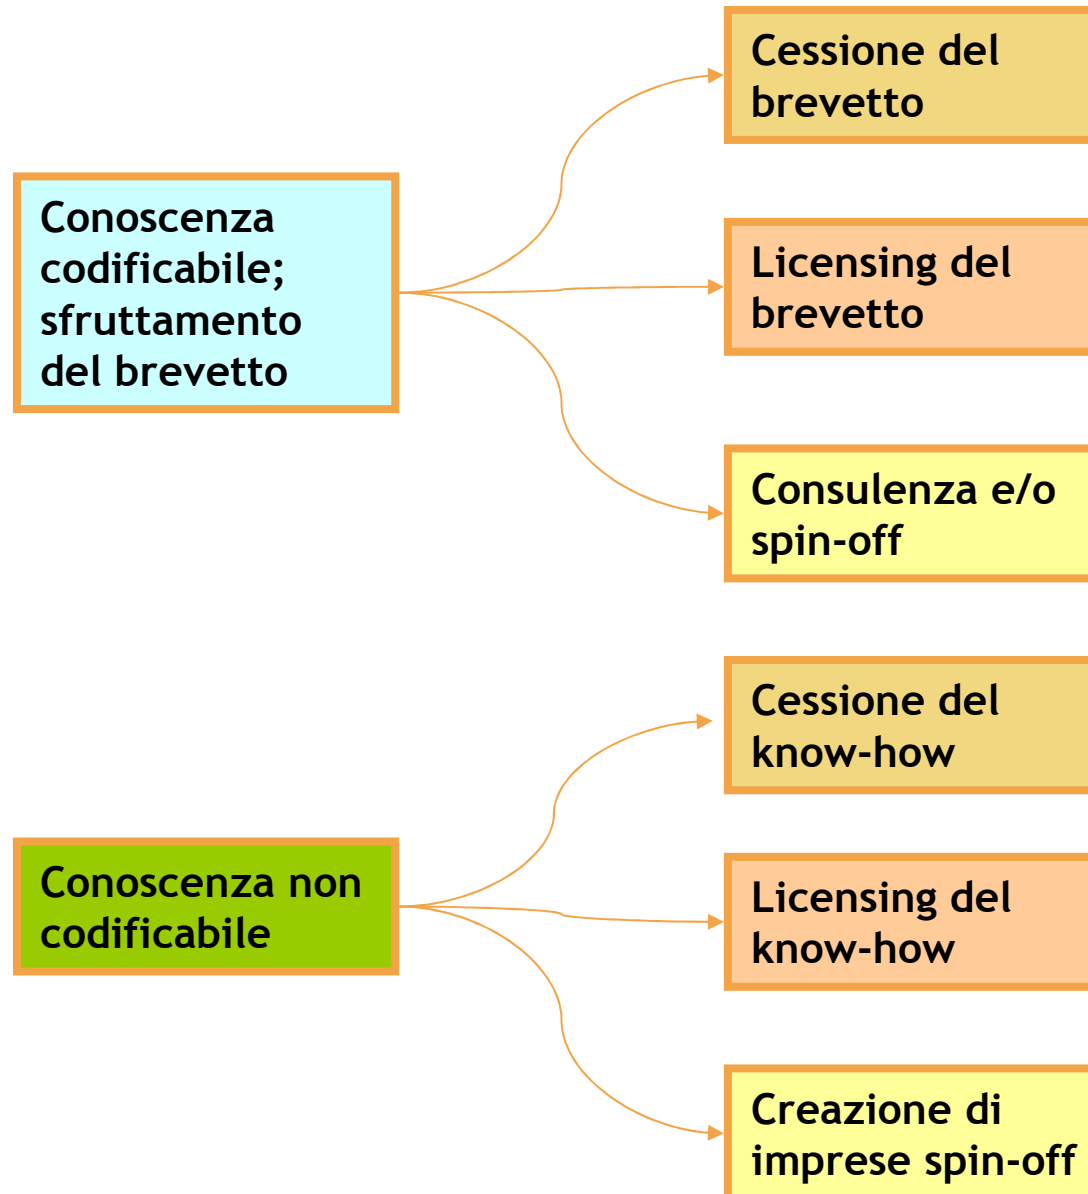 Cessione del
brevetto
Conoscenza
codificabile;
sfruttamento
del brevetto
Licensing del
brevetto
Consulenza e/o
spin-off
Cessione del
know-how
Conoscenza non
codificabile
Licensing del
know-how
Creazione di
imprese spin-off